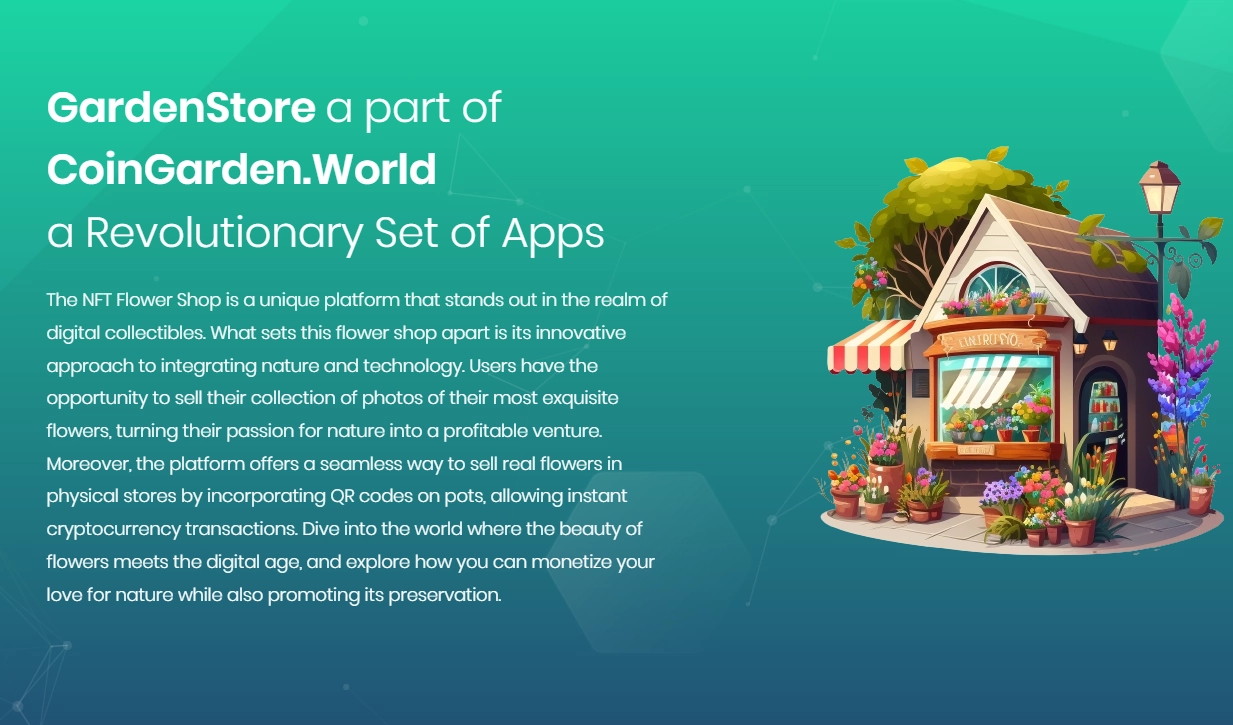 GardenStore a part of
CoinGarden.World
a Revolutionary Set of Apps
The NFT Flower Shop is a unique platform that stands out in the realm of
digital collectibles. What sets this flower shop apart is its innovative
approach to integrating nature and technology. Users have the
opportunity to sell their collection of photos of their most exquisite
flowers, turning their passion for nature into a profitable venture.
Moreover, the platform offers a seamless way to sell real flowers in
physical stores by incorporating QR codes on pots, allowing instant
cryptocurrency transactions. Dive into the world where the beauty of
flowers meets the digital age, and explore how you can monetize your
love for nature while also promoting its preservation.